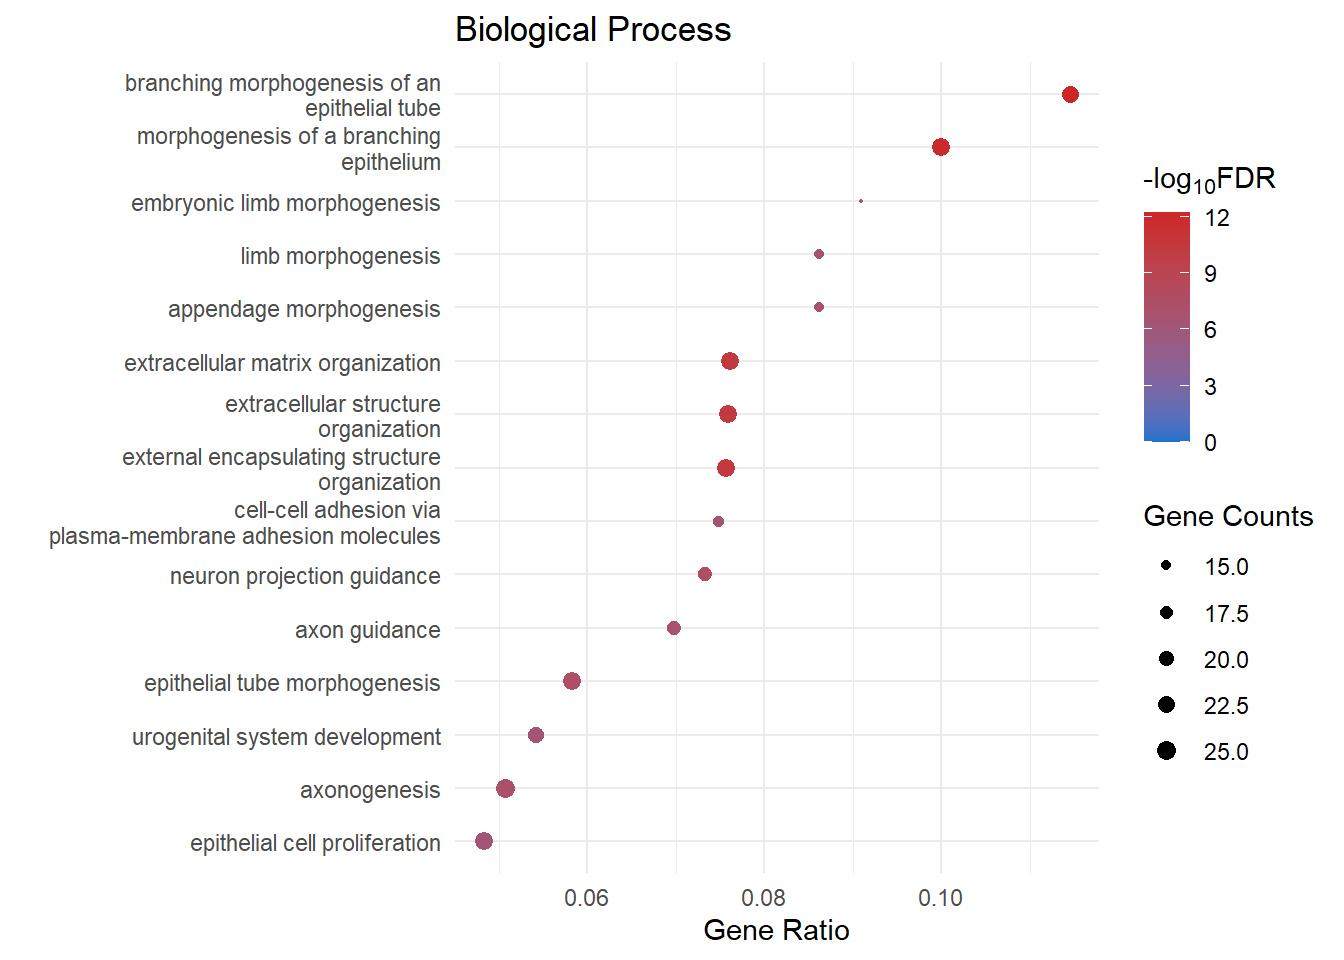 Biological Process
branching morphogenesis of an
epithelial tube
morphogenesis of a branching
epithelium
embryonic limb morphogenesis
limb morphogenesis
appendage morphogenesis
extracellular matrix organization
extracellular structure
organization
external encapsulating structure
organization
cell-cell adhesion via
plasma-membrane adhesion molecules
neuron projection guidance
axon guidance
epithelial tube morphogenesis
urogenital system development
axonogenesis
epithelial cell proliferation
0.06
0.08
0.10
Gene Ratio
-log₁₀FDR
12
9
6
3
0
Gene Counts
15.0
17.5
20.0
22.5
25.0